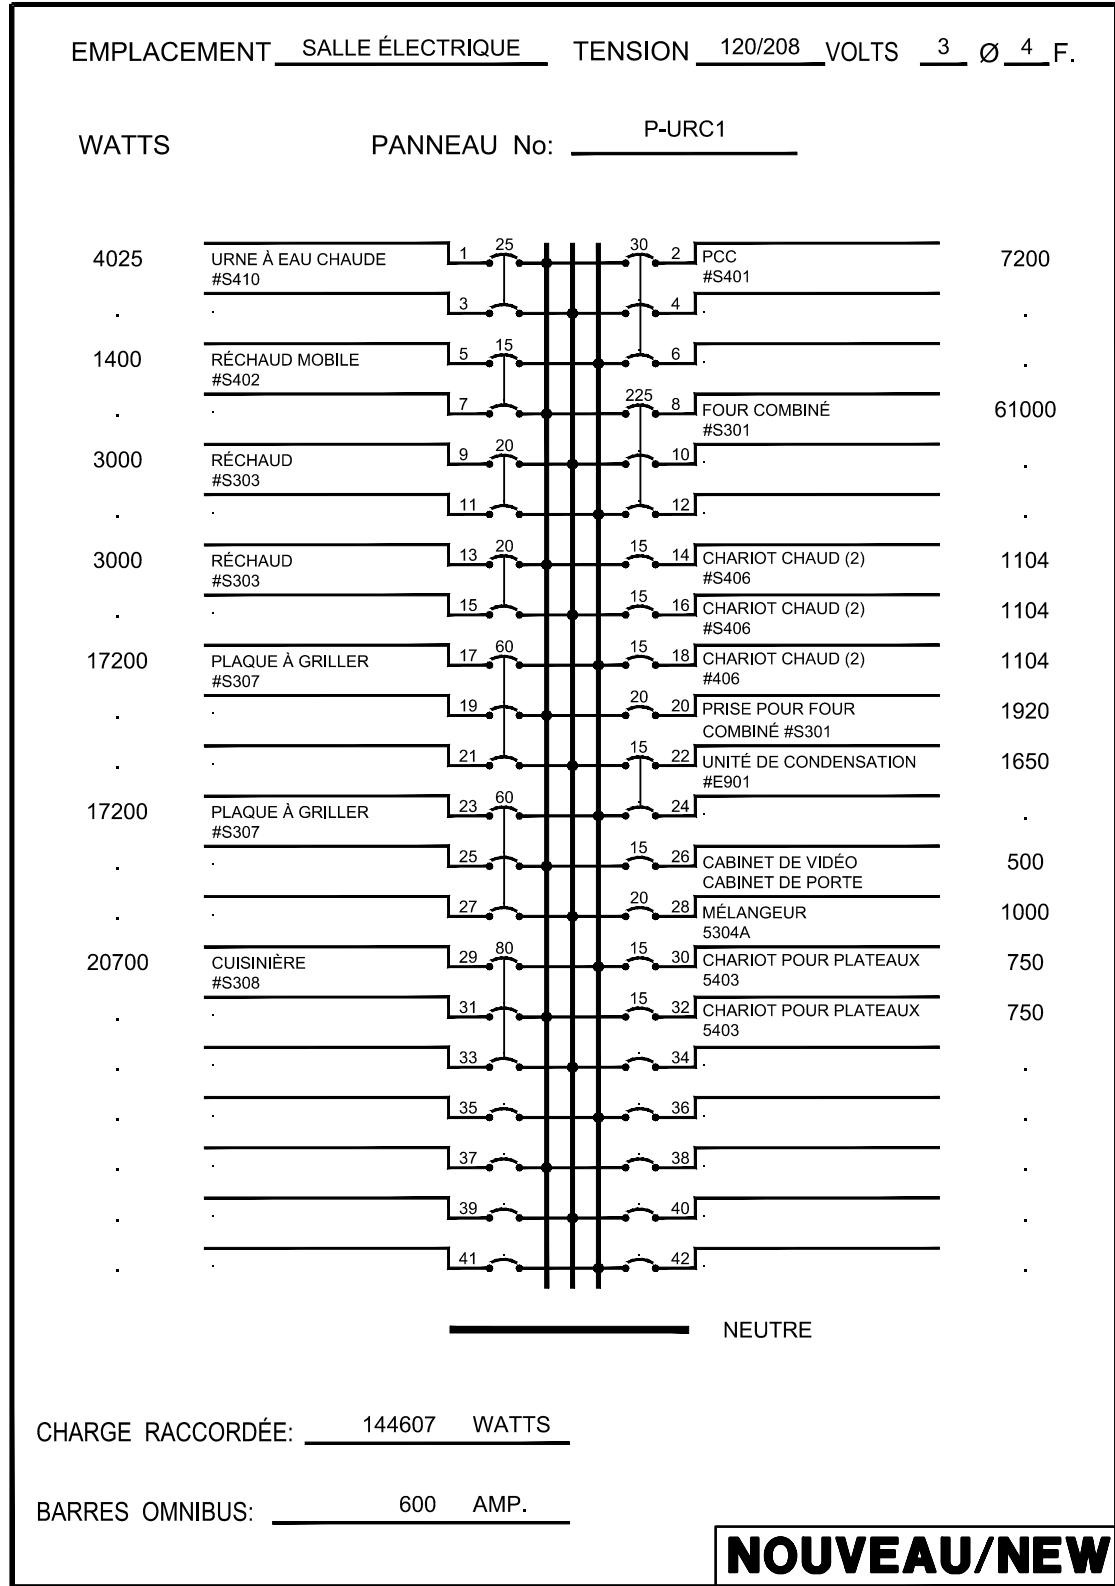 EMPLACEMENT SALLE ÉLECTRIQUE TENSION 120/208 VOLTS 3 Ø 4 F.
WATTS PANNEAU No: P-URC1
25 30
4025 URNE À EAU CHAUDE 1 2 PCC 7200
#S410 #S401
. . 3 4 . .
15
1400 RÉCHAUD MOBILE 5 6 . .
#S402
225
. . 7 8 FOUR COMBINÉ 61000
#S301
20
3000 RÉCHAUD 9 10 . .
#S303
. . 11 12 . .
20 15
3000 RÉCHAUD 13 14 CHARIOT CHAUD (2) 1104
#S303 #S406
15
. . 15 16 CHARIOT CHAUD (2) 1104
#S406
60 15
17200 PLAQUE À GRILLER 17 18 CHARIOT CHAUD (2) 1104
#S307 #406
20
. . 19 20 PRISE POUR FOUR 1920
COMBINÉ #S301
15
. . 21 22 UNITÉ DE CONDENSATION 1650
#E901
60
17200 PLAQUE À GRILLER 23 24 . .
#S307
15
. . 25 26 CABINET DE VIDÉO 500
CABINET DE PORTE
20
. . 27 28 MÉLANGEUR 1000
5304A
80 15
20700 CUISINIÈRE 29 30 CHARIOT POUR PLATEAUX 750
#S308 5403
15
. . 31 32 CHARIOT POUR PLATEAUX 750
5403
. . 33 34 . .
. . 35 36 . .
. . 37 38 . .
. . 39 40 . .
. . 41 42 . .
NEUTRE
CHARGE RACCORDÉE: 144607 WATTS
BARRES OMNIBUS: 600 AMP.
NOUVEAU/NEW